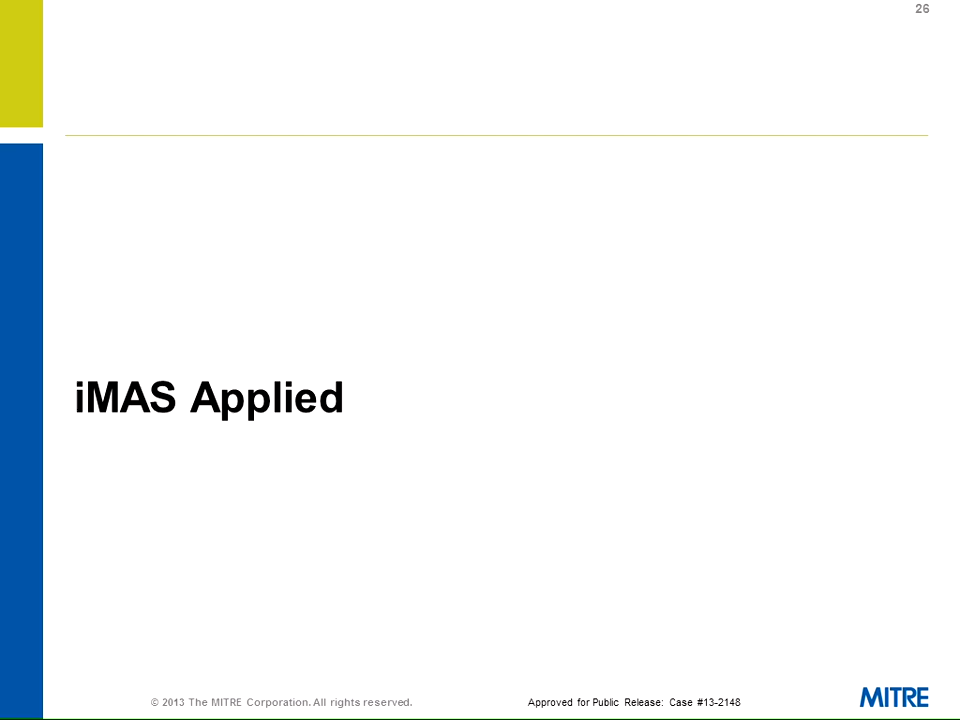 26
iMAS Applied
© 2013 The MITRE Corporation. All rights reserved.
Approved for Public Release: Case #13-2148
MITRE